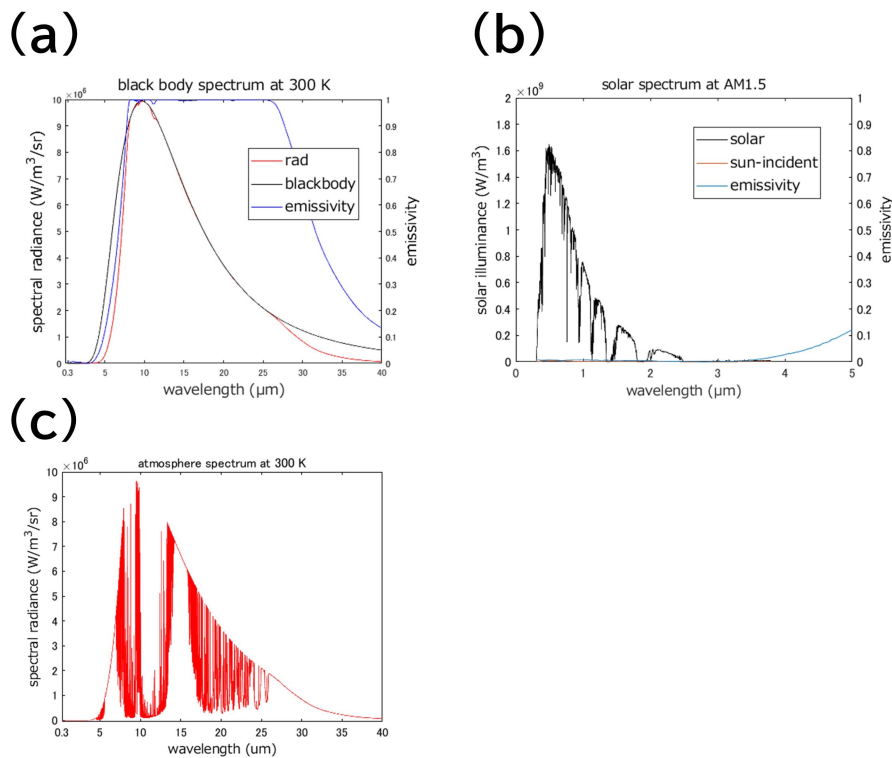 (a)
black body spectrum at 300 K
×10⁶
10
9
8
7
6
5
4
3
2
1
0
1
0.9
0.8
0.7
0.6
0.5
0.4
0.3
0.2
0.1
0
spectral radiance (W/m³/sr)
emissivity
rad
blackbody
emissivity
0.3 5 10 15 20 25 30 35 40
wavelength (μm)
(b)
solar spectrum at AM1.5
×10⁹
2
1.8
1.6
1.4
1.2
1
0.8
0.6
0.4
0.2
0
1
0.9
0.8
0.7
0.6
0.5
0.4
0.3
0.2
0.1
0
solar illuminance (W/m³)
emissivity
solar
sun-incident
emissivity
0 1 2 3 4 5
wavelength (μm)
(c)
atmosphere spectrum at 300 K
×10⁶
10
9
8
7
6
5
4
3
2
1
0
spectral radiance (W/m³/sr)
0.3 5 10 15 20 25 30 35 40
wavelength (um)